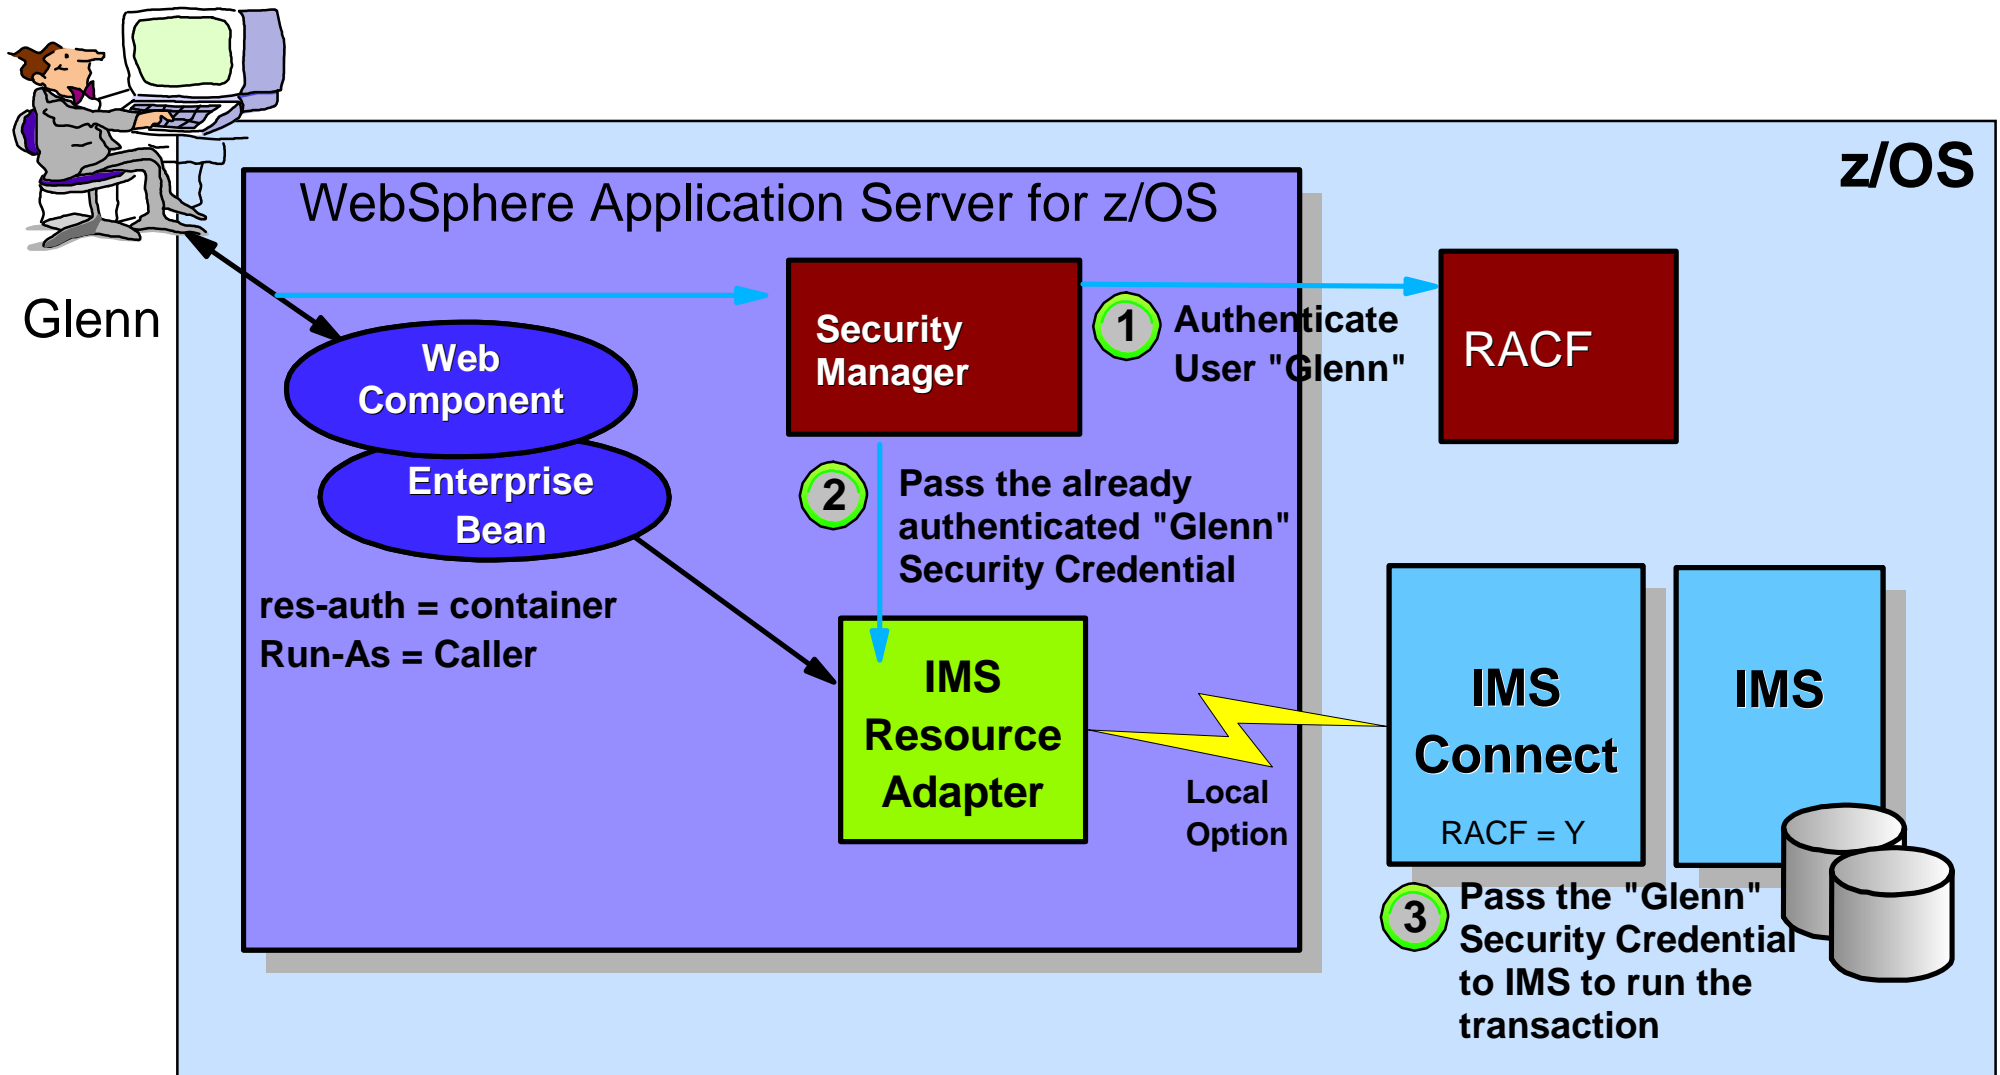 z/OS
WebSphere Application Server for z/OS
Glenn
Web
Component
Enterprise
Bean
res-auth = container
Run-As = Caller
Security
Manager
1
Authenticate
User "Glenn"
RACF
2
Pass the already
authenticated "Glenn"
Security Credential
IMS
Resource
Adapter
Local
Option
IMS
Connect
RACF = Y
IMS
3
Pass the "Glenn"
Security Credential
to IMS to run the
transaction